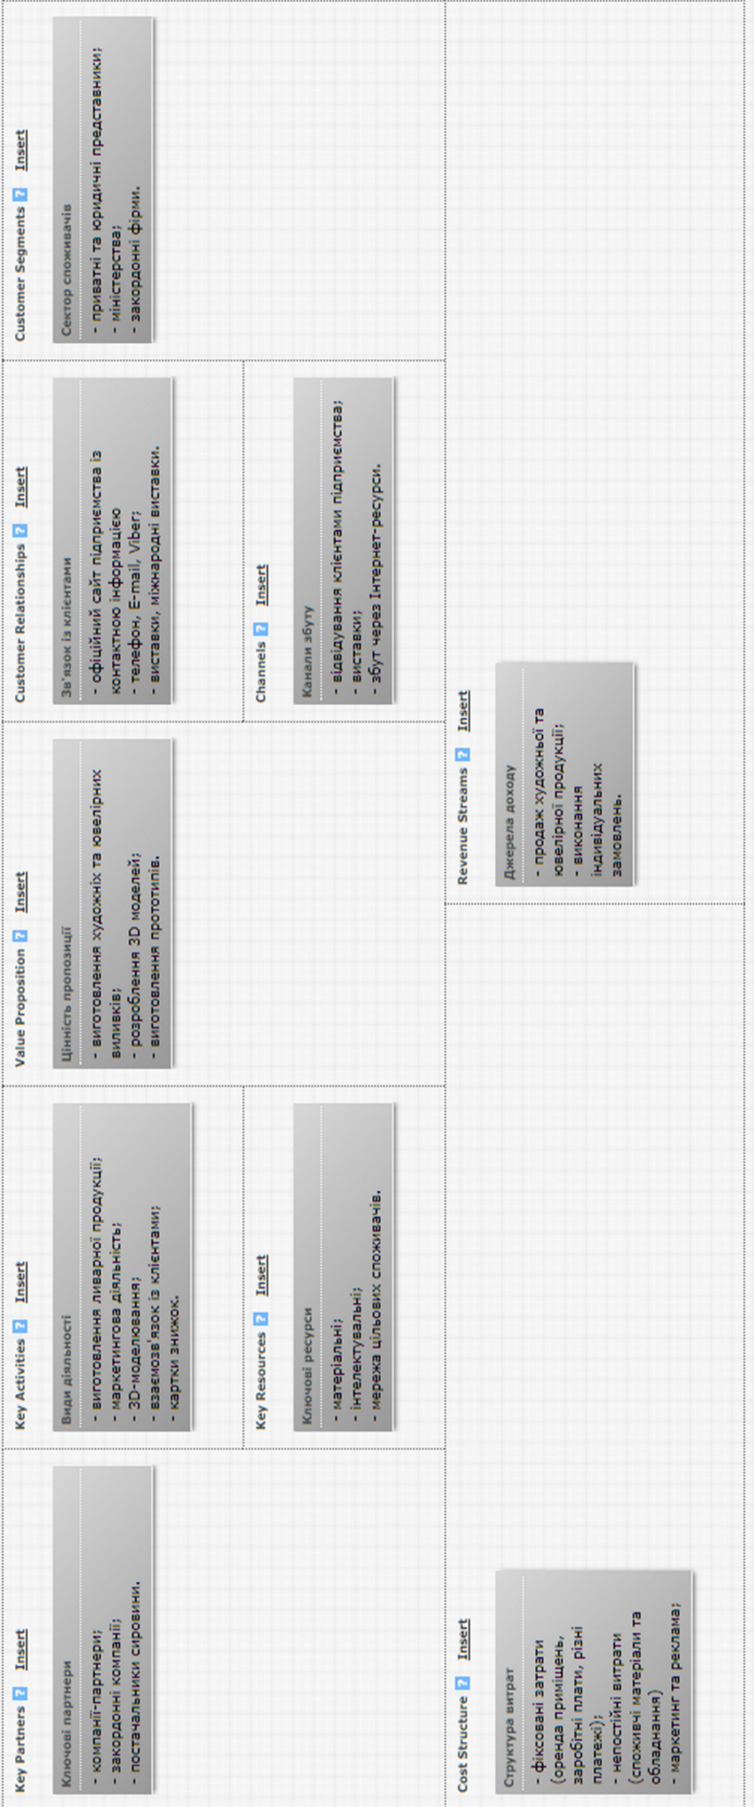 Key Partners ? Insert
Ключові партнери
- компанії-партнери;
- закордонні компанії;
- постачальники сировини.
Key Activities ? Insert
Види діяльності
- виготовлення ливарної продукції;
- маркетингова діяльність;
- 3D-моделювання;
- взаємозв'язок із клієнтами;
- картки знижок.
Key Resources ? Insert
Ключові ресурси
- матеріальні;
- інтелектувальні;
- мережа цільових споживачів.
Value Proposition ? Insert
Цінність пропозиції
- виготовлення художніх та ювелірних
виливків;
- розроблення 3D моделей;
- виготовлення прототипів.
Customer Relationships ? Insert
Зв'язок із клієнтами
- офіційний сайт підприємства із
контактною інформацією
- телефон, E-mail, Viber;
- виставки, міжнародні виставки.
Channels ? Insert
Канали збуту
- відвідування клієнтами підприємства;
- виставки;
- збут через Інтернет-ресурси.
Customer Segments ? Insert
Сектор споживачів
- приватні та юридичні представники;
- міністерства;
- закордонні фірми.
Cost Structure ? Insert
Структура витрат
- фіксовані затрати
(оренда приміщень,
заробітні плати, різні
платежі);
- непостійні витрати
(споживчі матеріали та
обладнання)
- маркетинг та реклама;
Revenue Streams ? Insert
Джерела доходу
- продаж художньої та
ювелірної продукції;
- виконання
індивідуальних
замовлень.